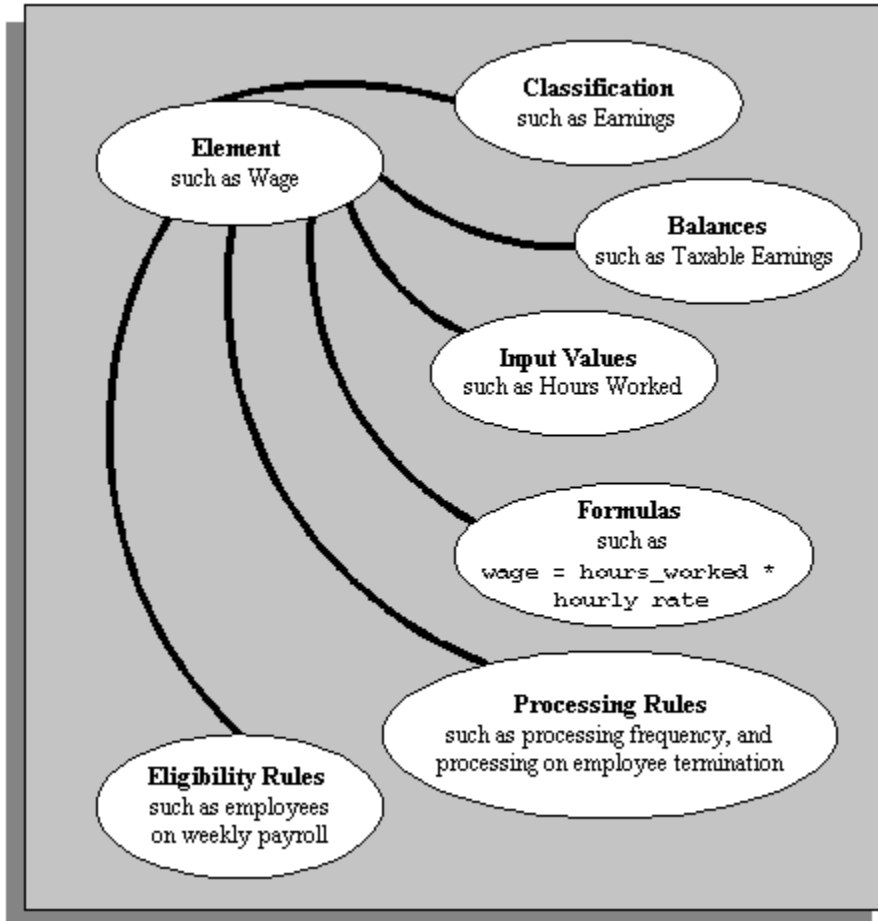 Classification
such as Earnings
Element
such as Wage
Balances
such as Taxable Earnings
Input Values
such as Hours Worked
Formulas
such as
wage = hours_worked *
hourly rate
Processing Rules
such as processing frequency, and
processing on employee termination
Eligibility Rules
such as employees
on weekly payroll